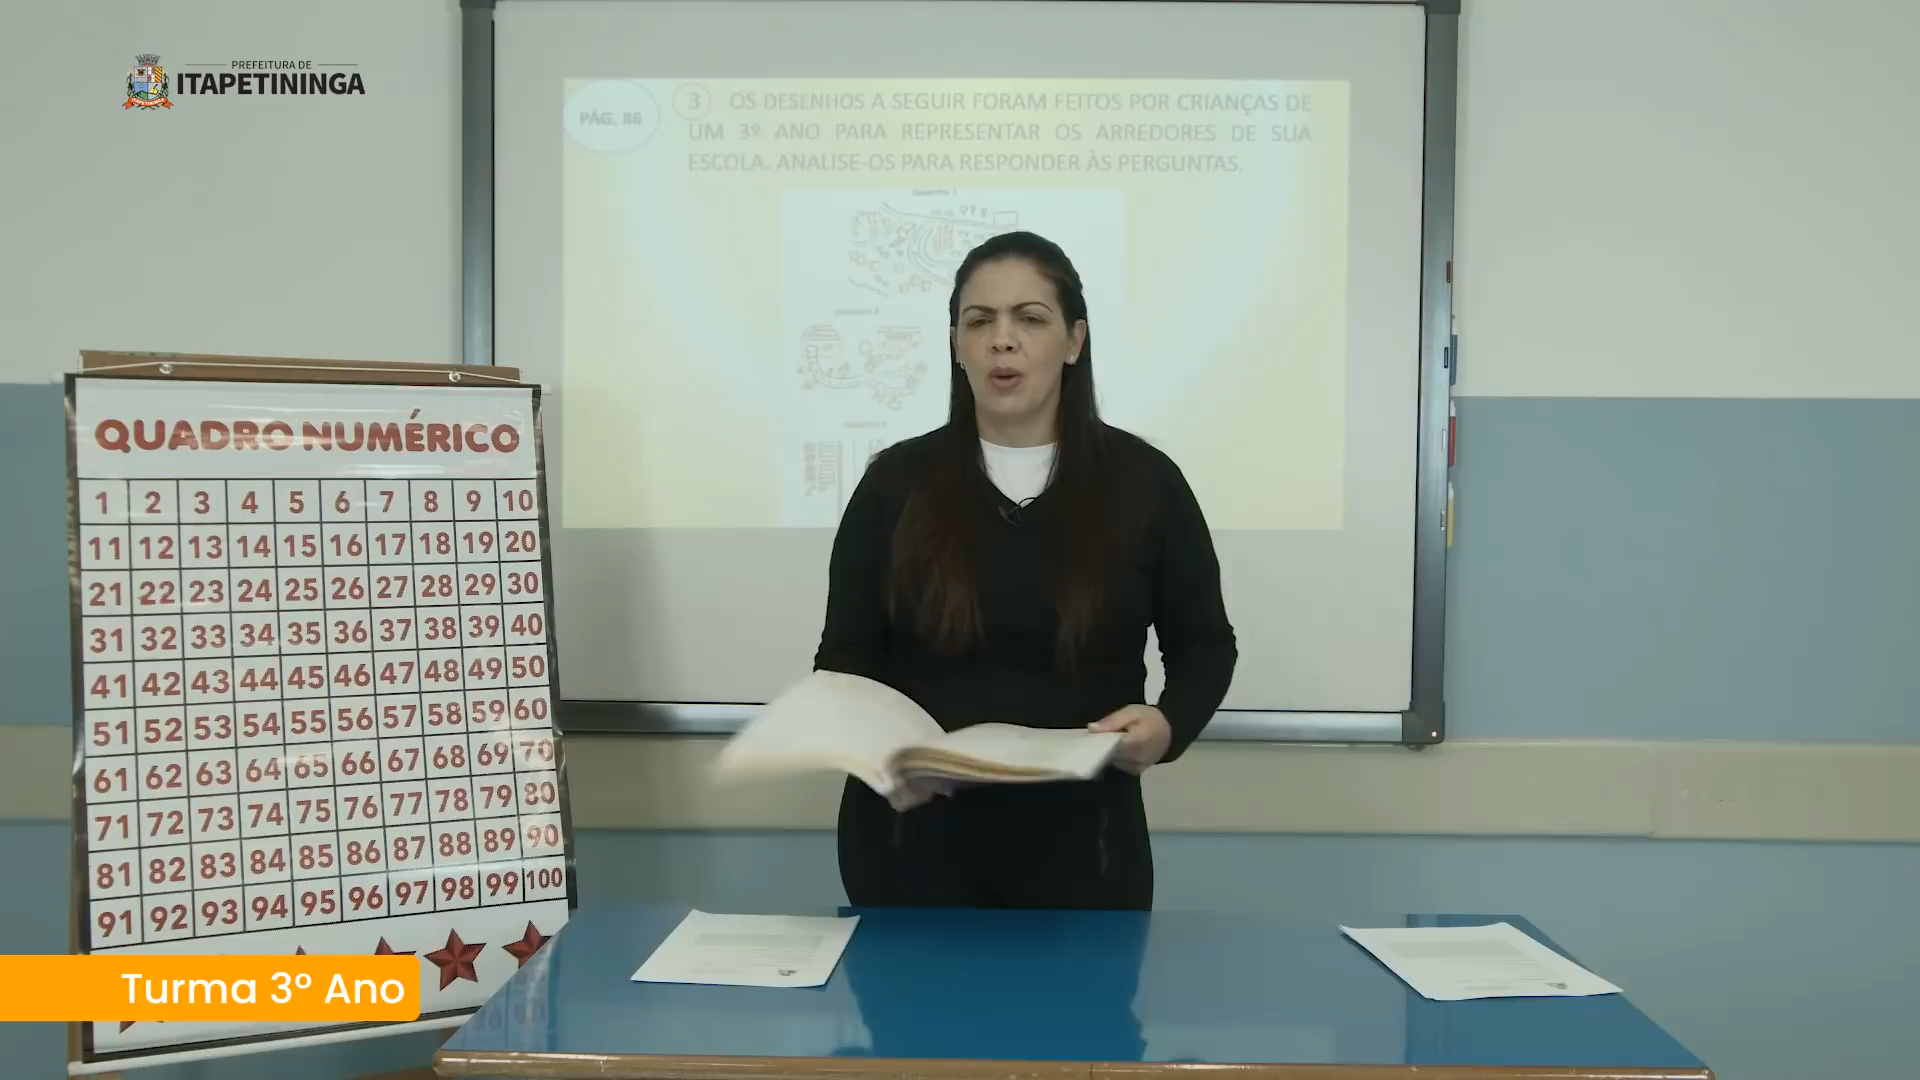 PREFEITURA DE
ITAPETININGA
PÁG. 86
3 OS DESENHOS A SEGUIR FORAM FEITOS POR CRIANÇAS DE
UM 3º ANO PARA REPRESENTAR OS ARREDORES DE SUA
ESCOLA. ANALISE-OS PARA RESPONDER ÀS PERGUNTAS.
QUADRO NUMÉRICO
1 2 3 4 5 6 7 8 9 10
11 12 13 14 15 16 17 18 19 20
21 22 23 24 25 26 27 28 29 30
31 32 33 34 35 36 37 38 39 40
41 42 43 44 45 46 47 48 49 50
51 52 53 54 55 56 57 58 59 60
61 62 63 64 65 66 67 68 69 70
71 72 73 74 75 76 77 78 79 80
81 82 83 84 85 86 87 88 89 90
91 92 93 94 95 96 97 98 99 100
Turma 3º Ano